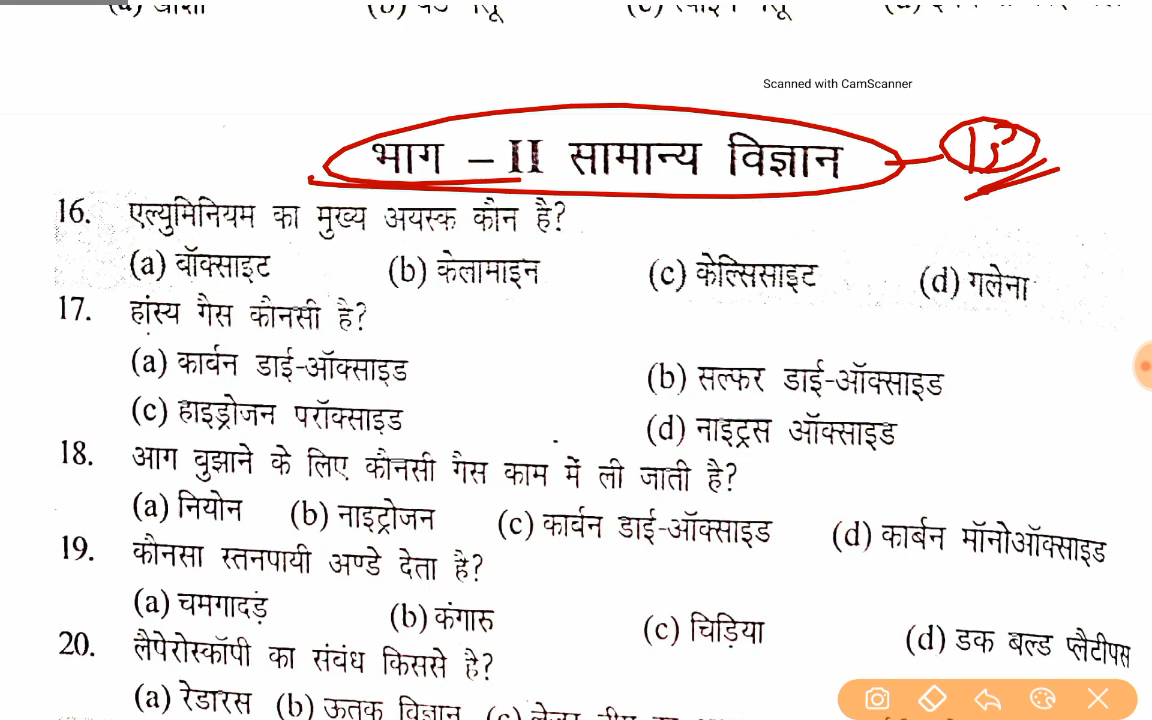 Scanned with CamScanner
भाग – II सामान्य विज्ञान
16. एल्युमिनियम का मुख्य अयस्क कौन है?
(a) बॉक्साइट (b) केलामाइन (c) केल्सिसाइट (d) गलेना
17. हांस्य गैस कौनसी है?
(a) कार्बन डाई-ऑक्साइड (b) सल्फर डाई-ऑक्साइड
(c) हाइड्रोजन परॉक्साइड (d) नाइट्रस ऑक्साइड
18. आग बुझाने के लिए कौनसी गैस काम में ली जाती है?
(a) नियोन (b) नाइट्रोजन (c) कार्बन डाई-ऑक्साइड (d) कार्बन मॉनोऑक्साइड
19. कौनसा स्तनपायी अण्डे देता है?
(a) चमगादड़ (b) कंगारु (c) चिड़िया (d) डक बल्ड प्लैटीपस
20. लैपेरोस्कॉपी का संवंध किससे है?
(a) रेडारस (b) ऊतक विज्ञान (c)